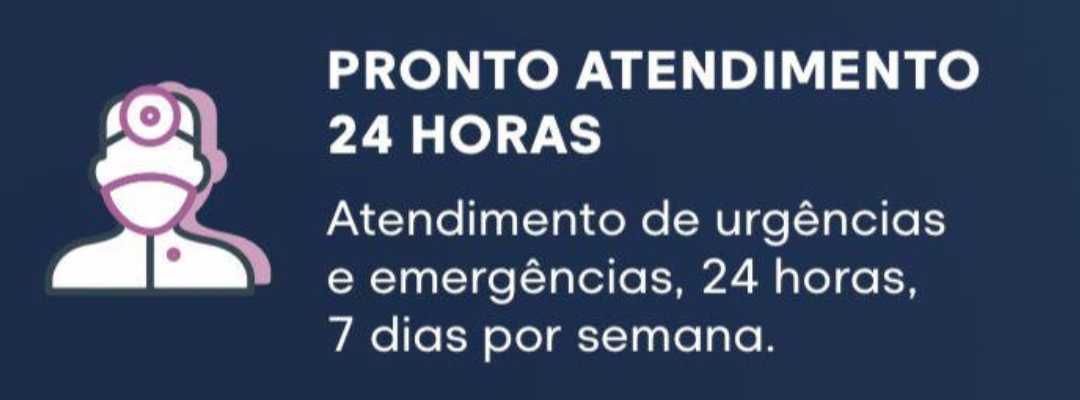 PRONTO ATENDIMENTO
24 HORAS
Atendimento de urgências
e emergências, 24 horas,
7 dias por semana.